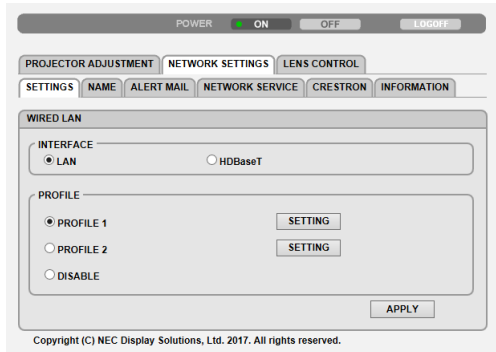 POWER ON OFF LOGOFF
PROJECTOR ADJUSTMENT NETWORK SETTINGS LENS CONTROL
SETTINGS NAME ALERT MAIL NETWORK SERVICE CRESTRON INFORMATION
WIRED LAN
INTERFACE
LAN HDBaseT
PROFILE
PROFILE 1 SETTING
PROFILE 2 SETTING
DISABLE
APPLY
Copyright (C) NEC Display Solutions, Ltd. 2017. All rights reserved.